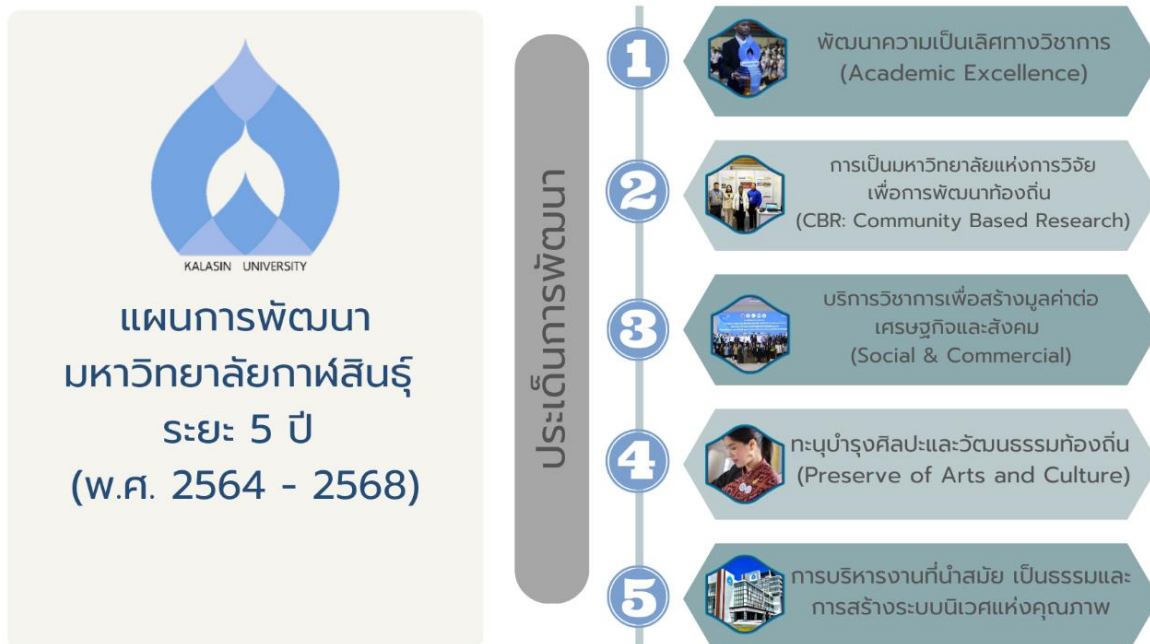 KALASIN UNIVERSITY
แผนการพัฒนา
มหาวิทยาลัยกาฬสินธุ์
ระยะ 5 ปี
(พ.ศ. 2564 - 2568)
ประเด็นการพัฒนา
1
พัฒนาความเป็นเลิศทางวิชาการ
(Academic Excellence)
2
การเป็นมหาวิทยาลัยแห่งการวิจัย
เพื่อการพัฒนาท้องถิ่น
(CBR: Community Based Research)
3
บริการวิชาการเพื่อสร้างมูลค่าต่อ
เศรษฐกิจและสังคม
(Social & Commercial)
4
ทะนุบำรุงศิลปะและวัฒนธรรมท้องถิ่น
(Preserve of Arts and Culture)
5
การบริหารงานที่นำสมัย เป็นธรรมและ
การสร้างระบบนิเวศแห่งคุณภาพ